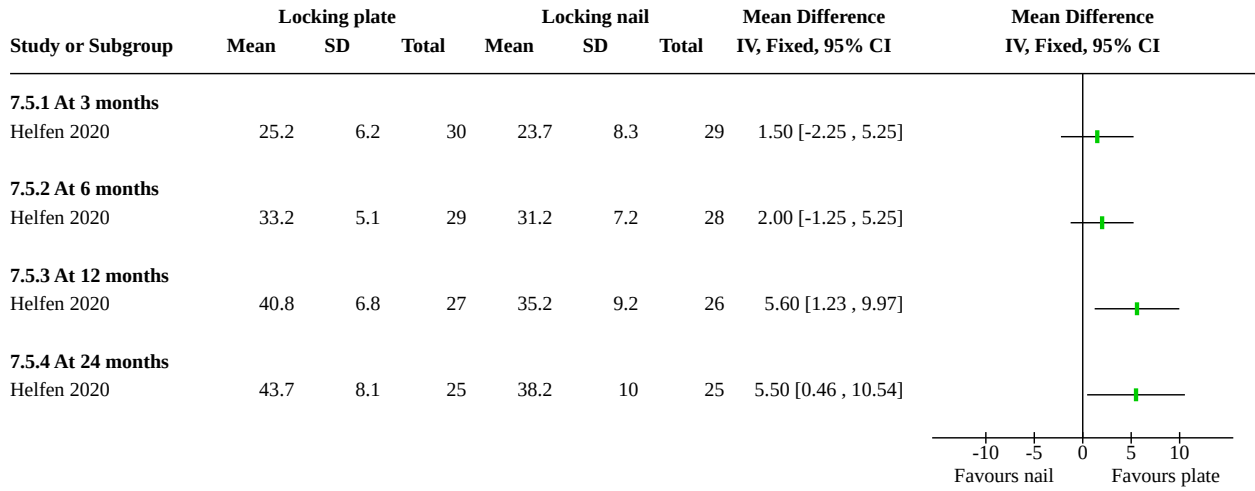 Locking plate Locking nail Mean Difference Mean Difference
Study or Subgroup Mean SD Total Mean SD Total IV, Fixed, 95% CI IV, Fixed, 95% CI
7.5.1 At 3 months
Helfen 2020 25.2 6.2 30 23.7 8.3 29 1.50 [-2.25 , 5.25]
7.5.2 At 6 months
Helfen 2020 33.2 5.1 29 31.2 7.2 28 2.00 [-1.25 , 5.25]
7.5.3 At 12 months
Helfen 2020 40.8 6.8 27 35.2 9.2 26 5.60 [1.23 , 9.97]
7.5.4 At 24 months
Helfen 2020 43.7 8.1 25 38.2 10 25 5.50 [0.46 , 10.54]
-10 -5 0 5 10
Favours nail Favours plate